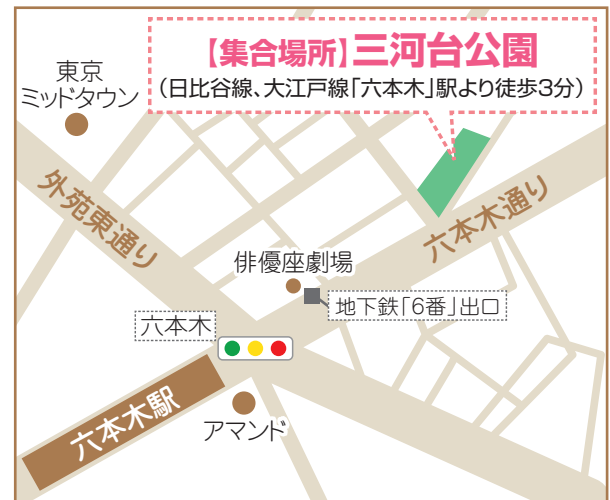 【集合場所】三河台公園
(日比谷線、大江戸線「六本木」駅より徒歩3分)
東京
ミッドタウン
外苑東通り
六本木通り
俳優座劇場
地下鉄「6番」出口
六本木
六本木駅
アマンド